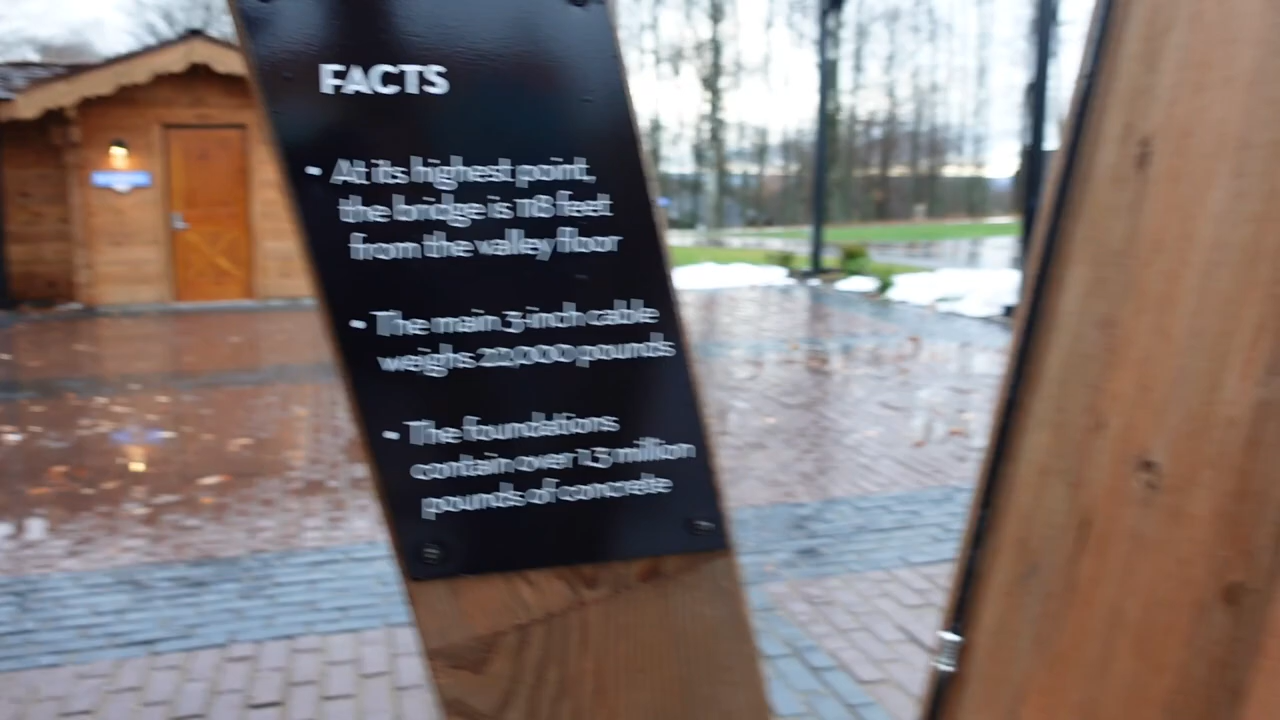 FACTS
• At its highest point,
the bridge is 118 feet
from the valley floor
• The main 3-inch cable
weighs 22,000 pounds
• The foundations
contain over 1.3 million
pounds of concrete